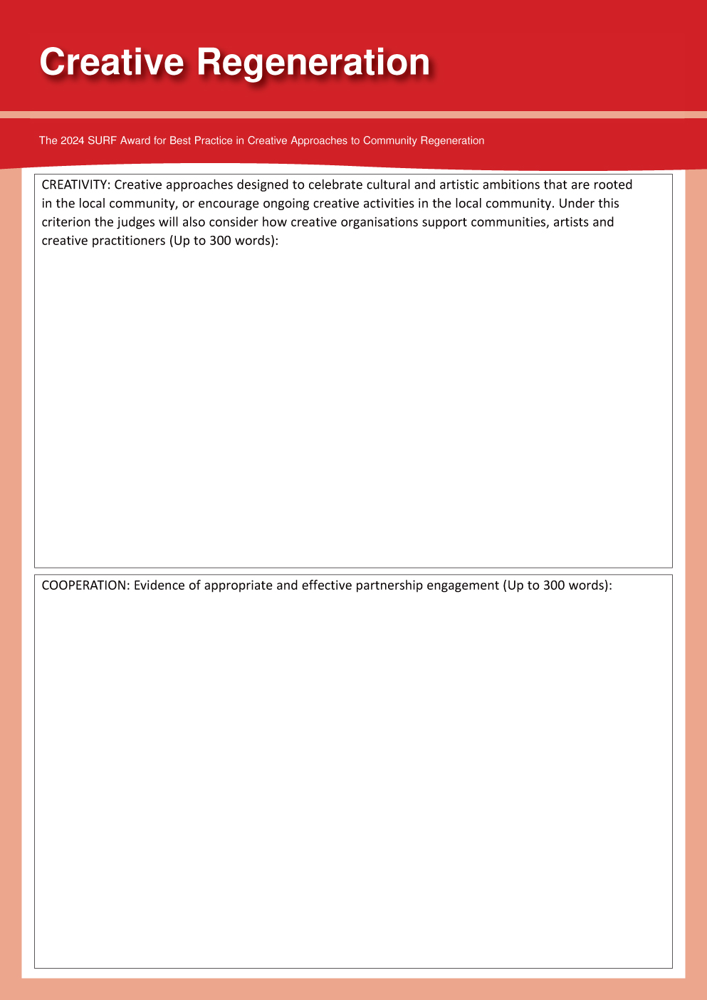 Creative Regeneration
The 2024 SURF Award for Best Practice in Creative Approaches to Community Regeneration
CREATIVITY: Creative approaches designed to celebrate cultural and artistic ambitions that are rooted
in the local community, or encourage ongoing creative activities in the local community. Under this
criterion the judges will also consider how creative organisations support communities, artists and
creative practitioners (Up to 300 words):
COOPERATION: Evidence of appropriate and effective partnership engagement (Up to 300 words):